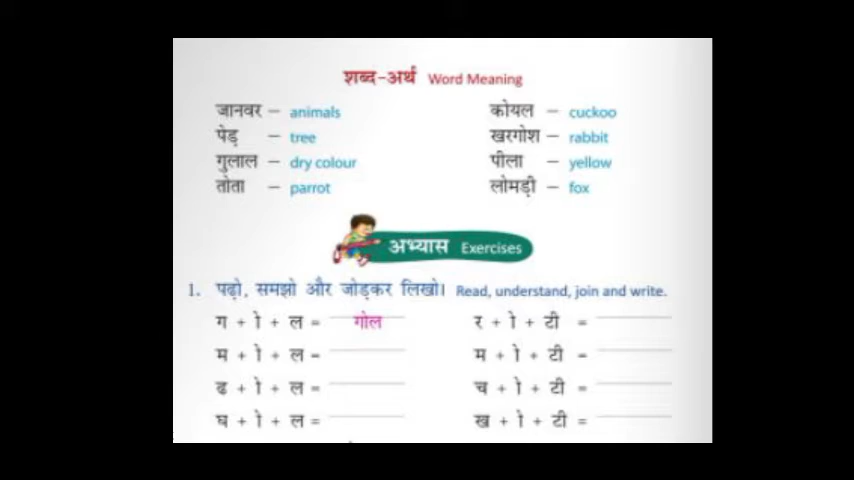 शब्द-अर्थ Word Meaning
जानवर – animals कोयल – cuckoo
पेड़ – tree खरगोश – rabbit
गुलाल – dry colour पीला – yellow
तोता – parrot लोमड़ी – fox
अभ्यास Exercises
1. पढ़ो, समझो और जोड़कर लिखो। Read, understand, join and write.
ग + ो + ल = गोल र + ो + टी =
म + ो + ल = म + ो + टी =
ढ + ो + ल = च + ो + टी =
घ + ो + ल = ख + ो + टी =